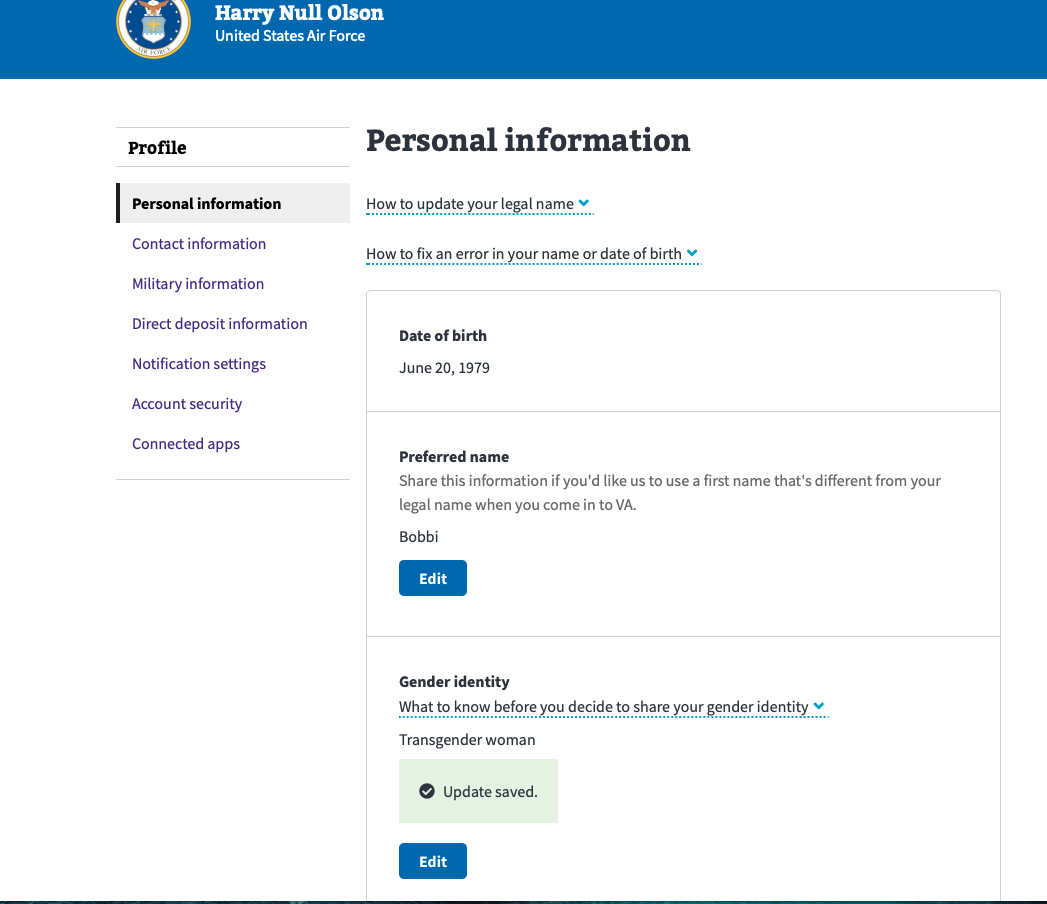 Harry Null Olson
United States Air Force
AIR FORCE
Profile
Personal information
Contact information
Military information
Direct deposit information
Notification settings
Account security
Connected apps
Personal information
How to update your legal name
How to fix an error in your name or date of birth
Date of birth
June 20, 1979
Preferred name
Share this information if you'd like us to use a first name that's different from your
legal name when you come in to VA.
Bobbi
Edit
Gender identity
What to know before you decide to share your gender identity
Transgender woman
Update saved.
Edit